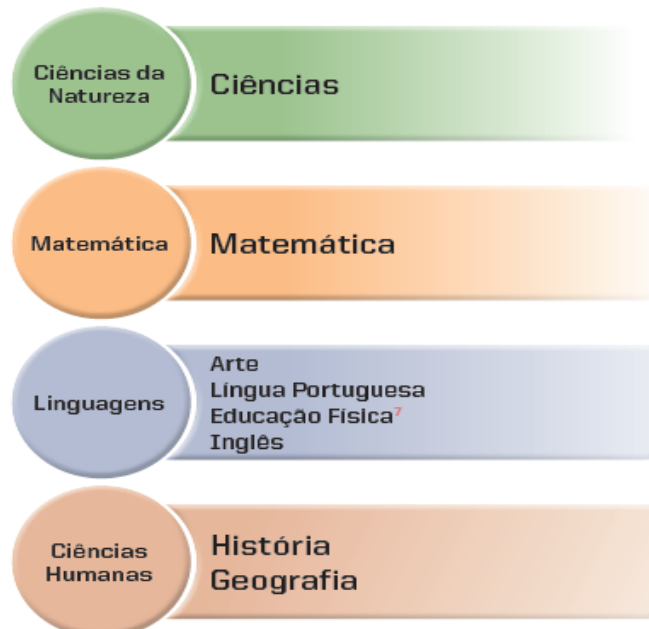 Ciências da
Natureza
Ciências
Matemática
Matemática
Linguagens
Arte
Língua Portuguesa
Educação Física⁷
Inglês
Ciências
Humanas
História
Geografia